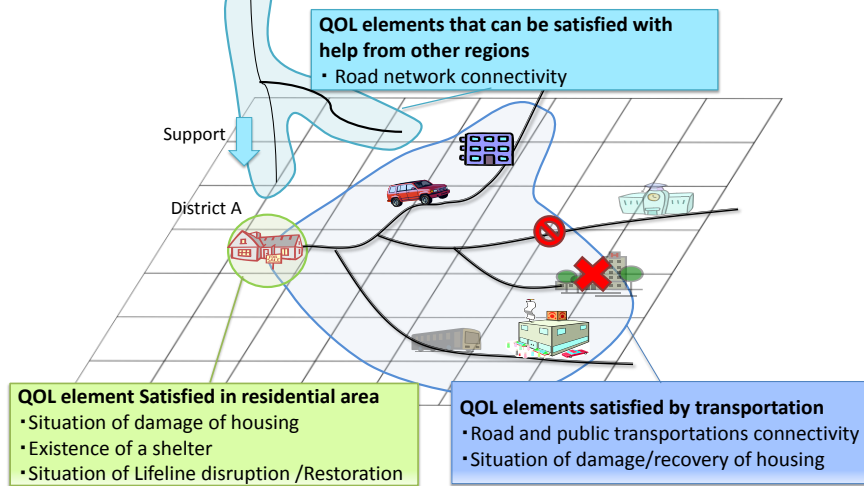 QOL elements that can be satisfied with
help from other regions
・ Road network connectivity
Support
District A
QOL element Satisfied in residential area
・Situation of damage of housing
・Existence of a shelter
・Situation of Lifeline disruption /Restoration
QOL elements satisfied by transportation
・Road and public transportations connectivity
・Situation of damage/recovery of housing